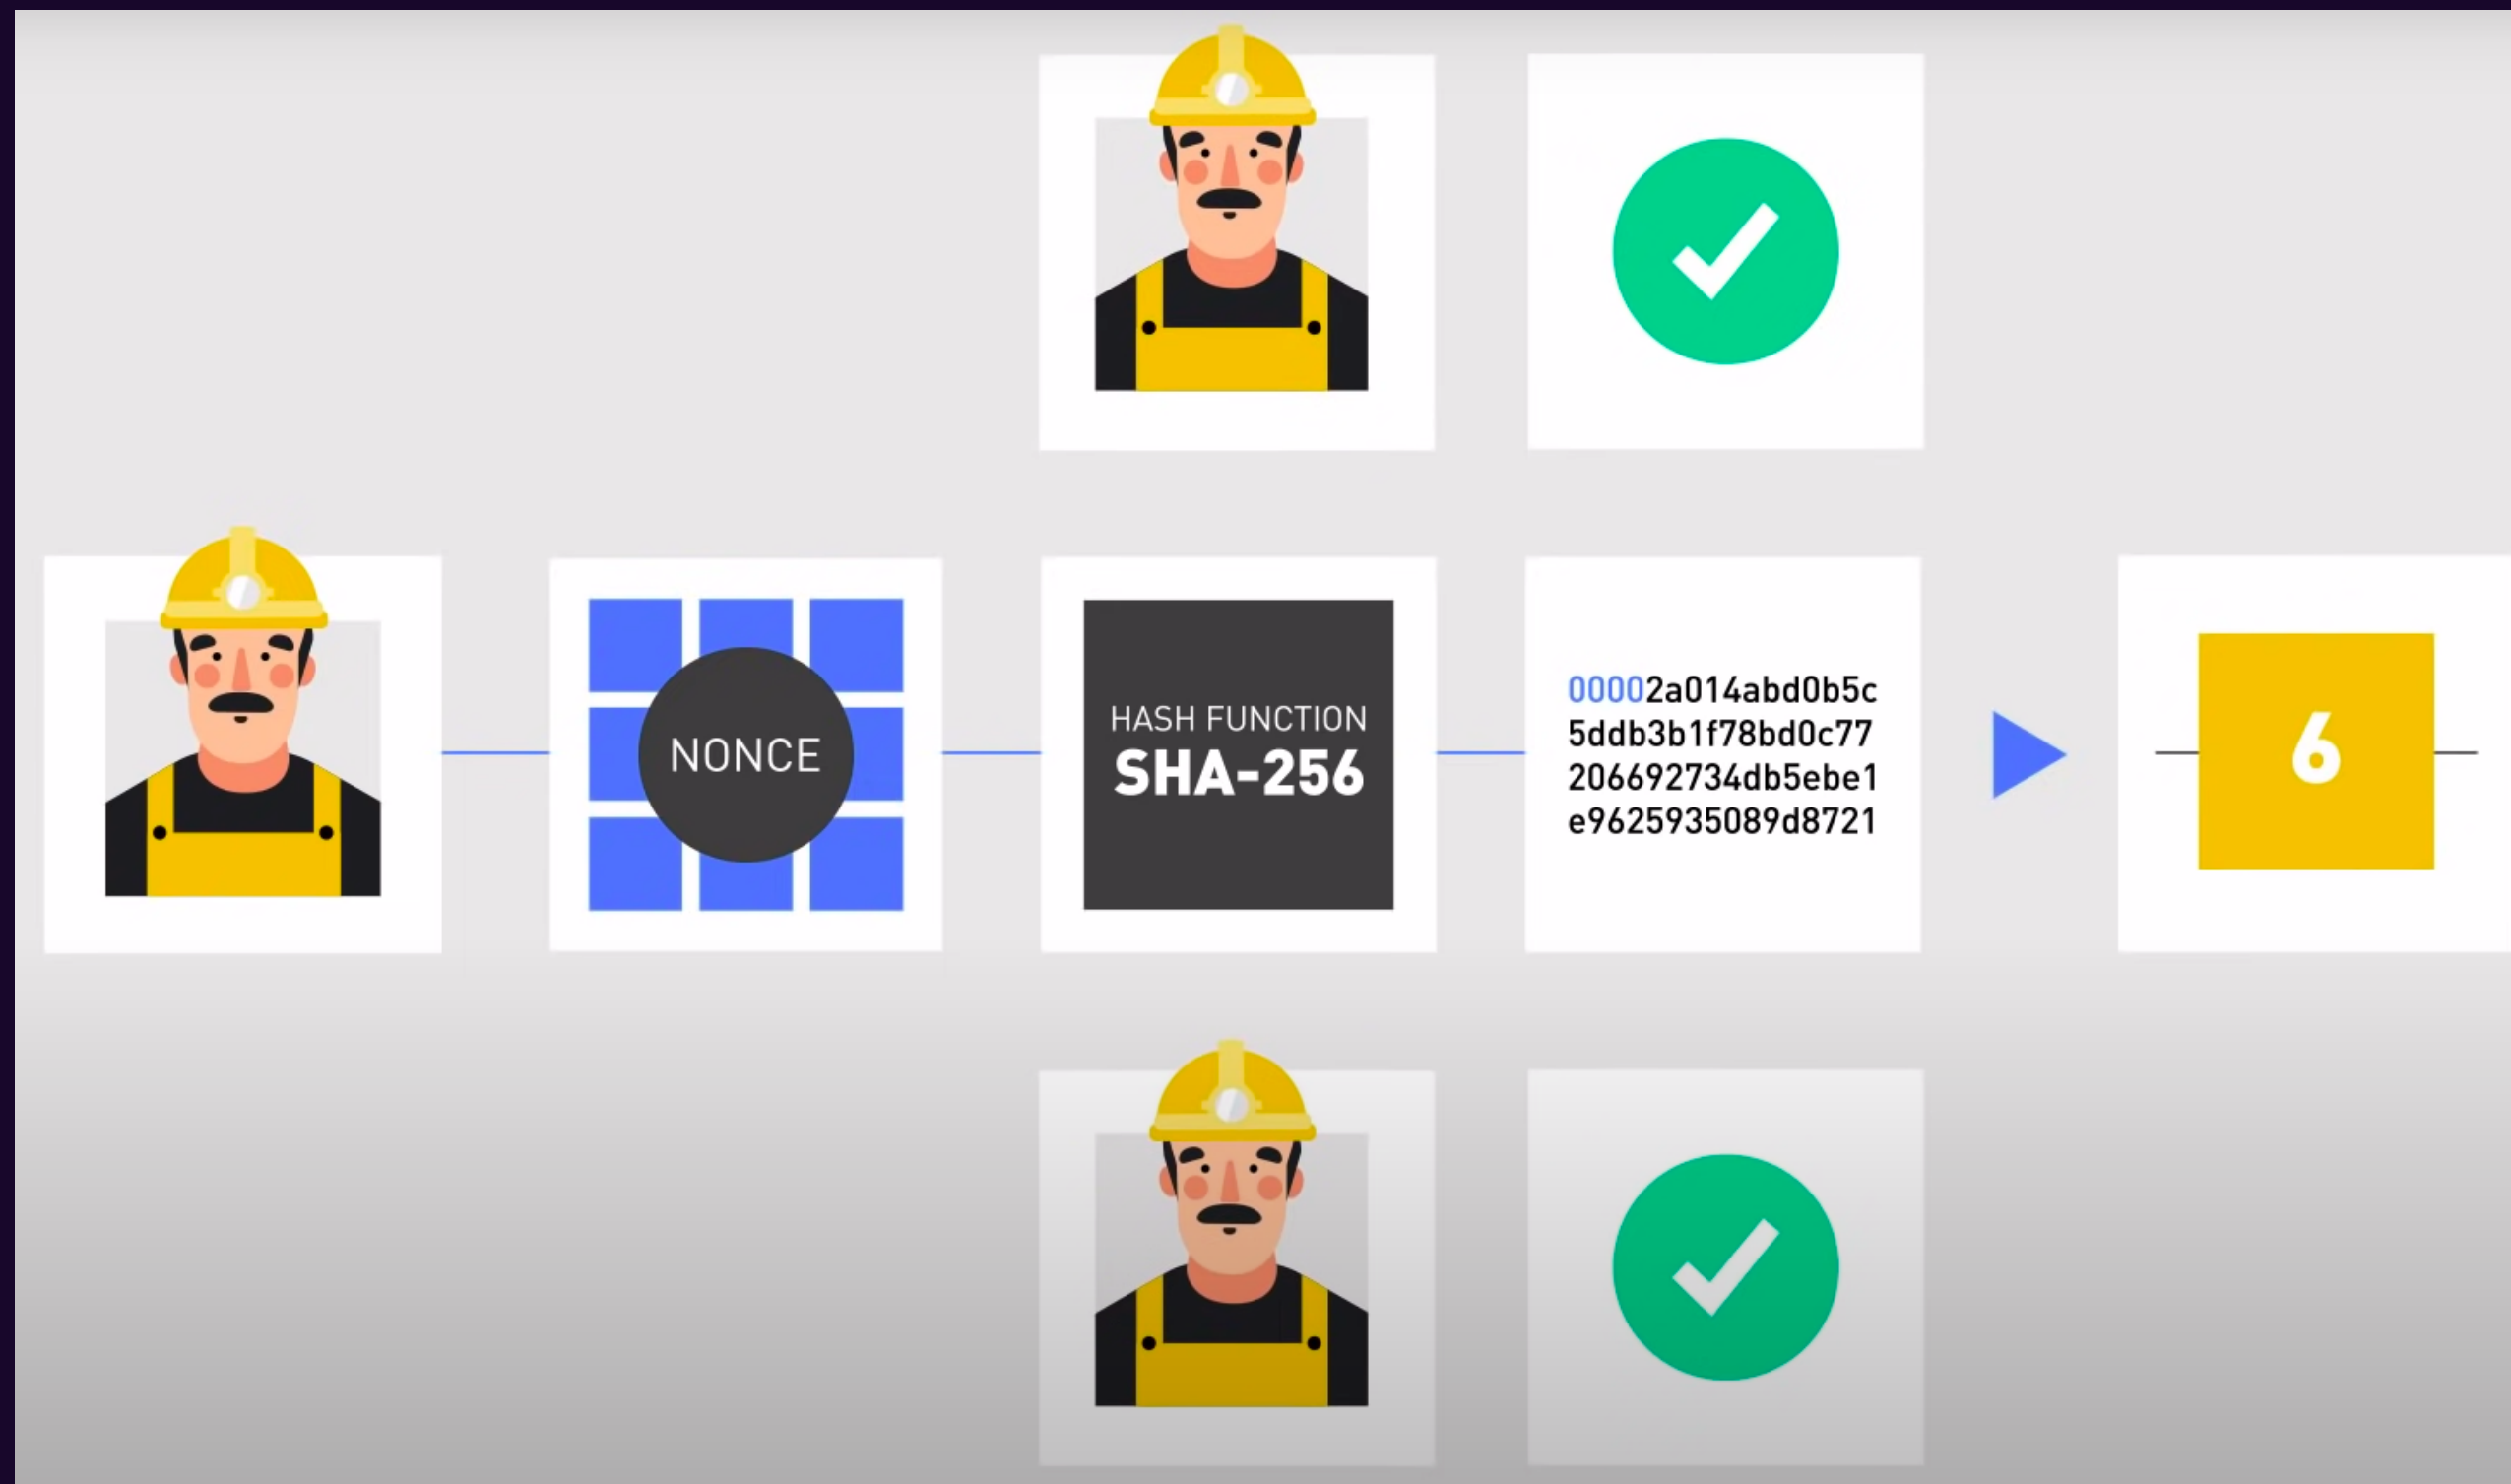 NONCE
HASH FUNCTION
SHA-256
00002a014abd0b5c
5ddb3b1f78bd0c77
206692734db5ebe1
e9625935089d8721
6